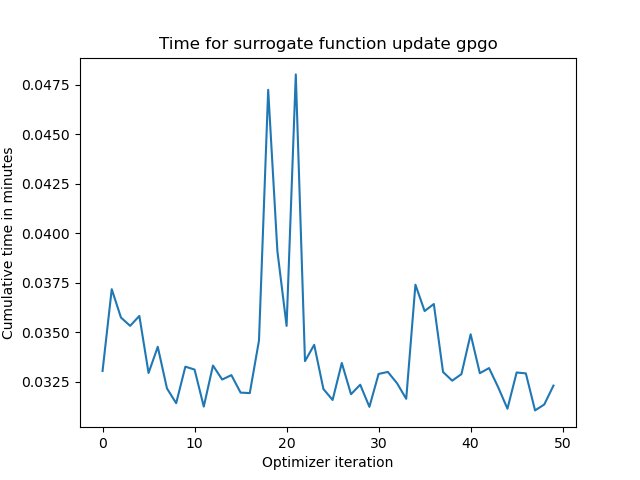 Time for surrogate function update gpgo
Cumulative time in minutes
0.0475
0.0450
0.0425
0.0400
0.0375
0.0350
0.0325
0 10 20 30 40 50
Optimizer iteration